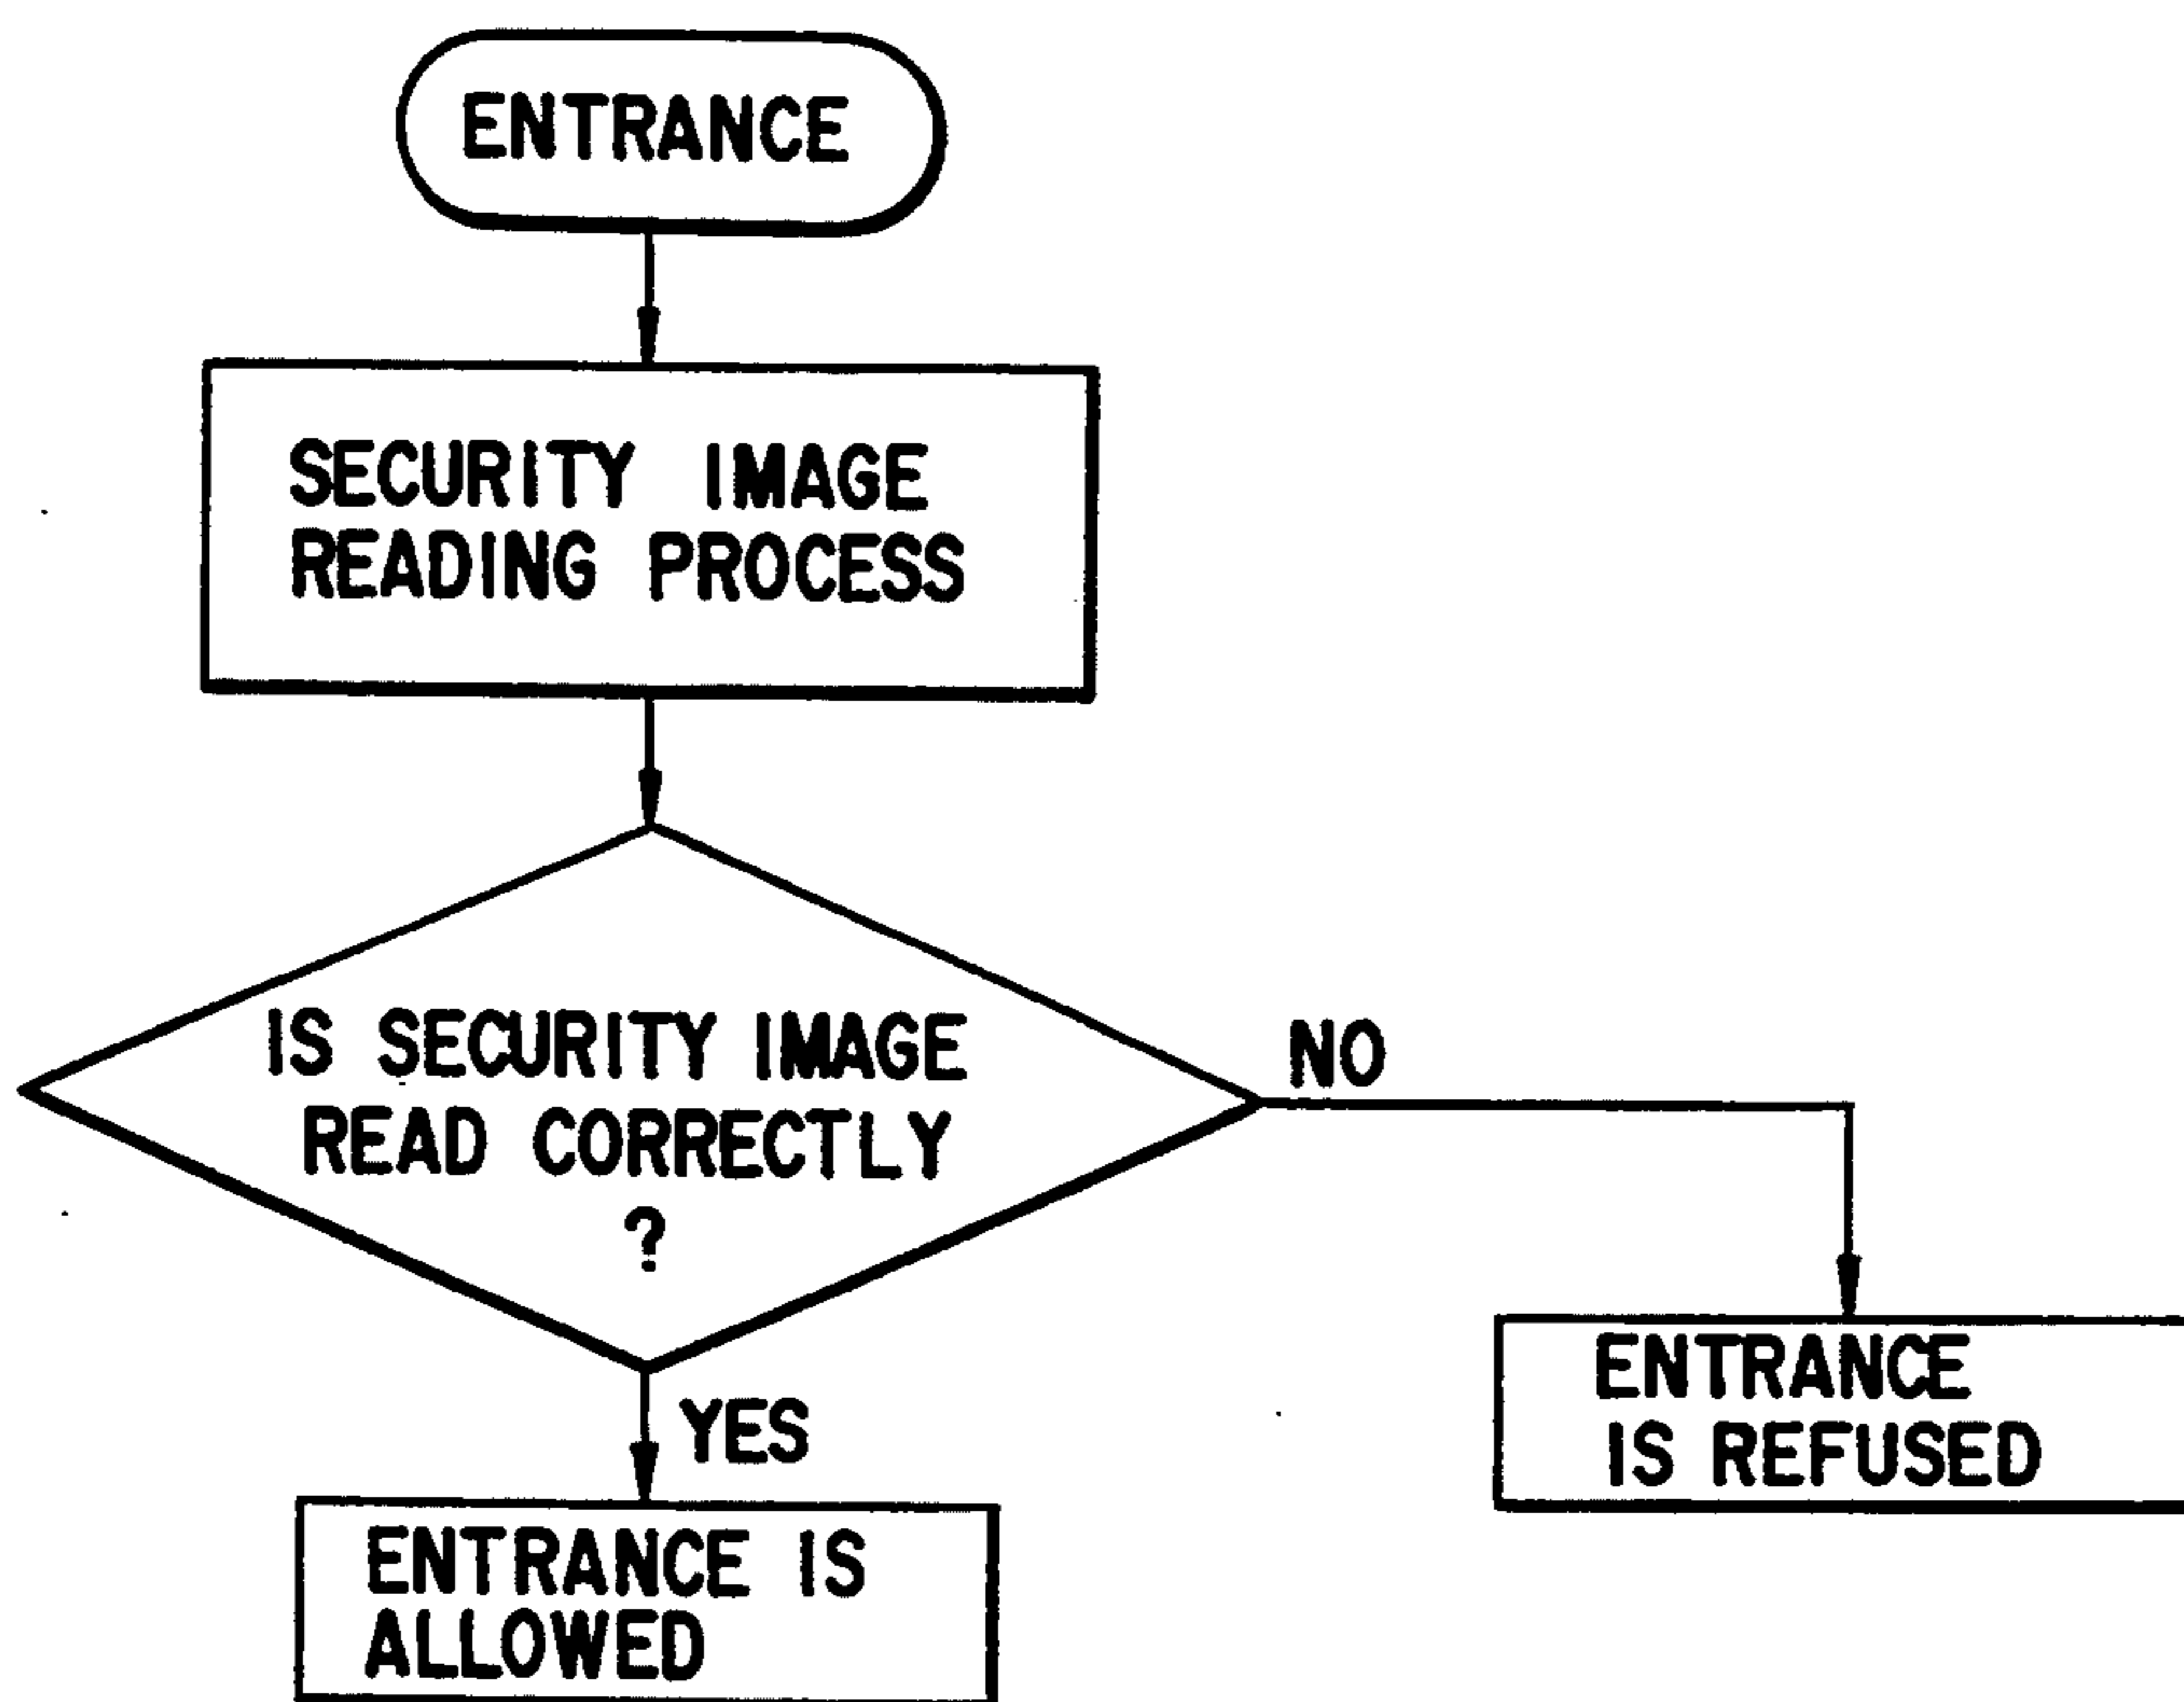 ENTRANCE
SECURITY IMAGE
READING PROCESS
IS SECURITY IMAGE
READ CORRECTLY
?
NO
YES
ENTRANCE
IS REFUSED
ENTRANCE IS
ALLOWED